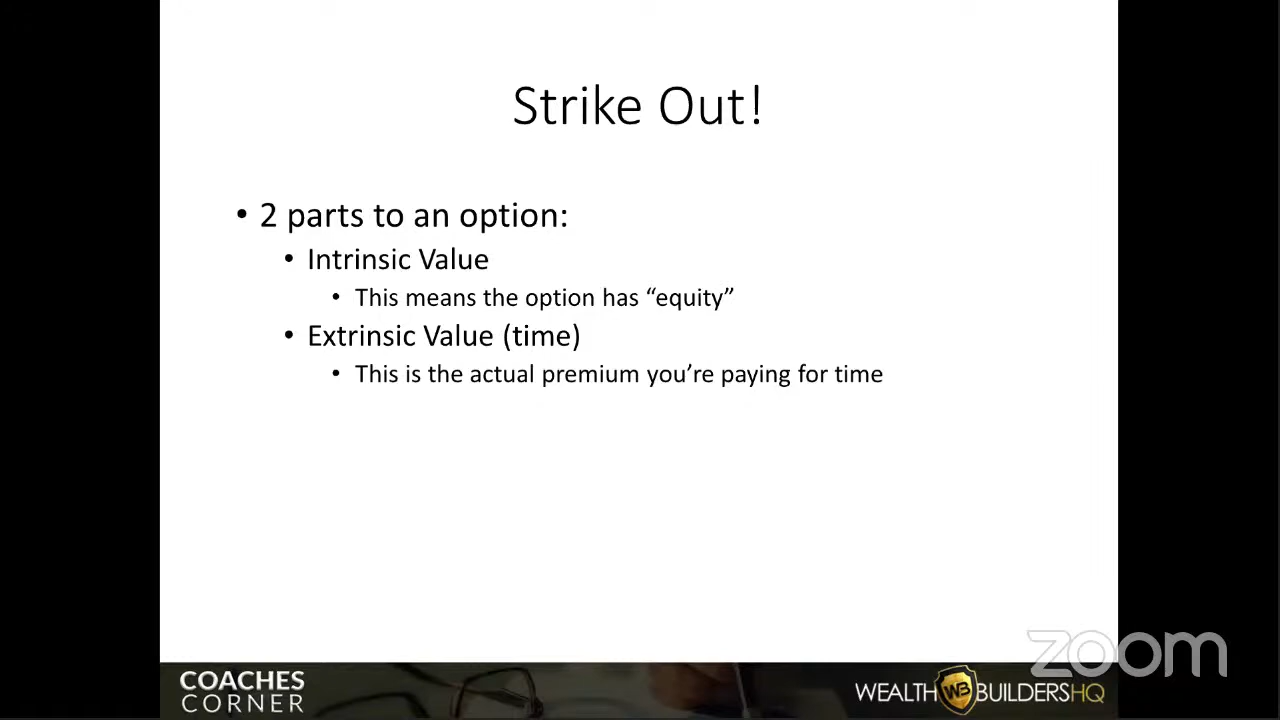 Strike Out!
• 2 parts to an option:
• Intrinsic Value
• This means the option has “equity”
• Extrinsic Value (time)
• This is the actual premium you’re paying for time
zoom
COACHES
CORNER
WEALTH WB BUILDERSHQ